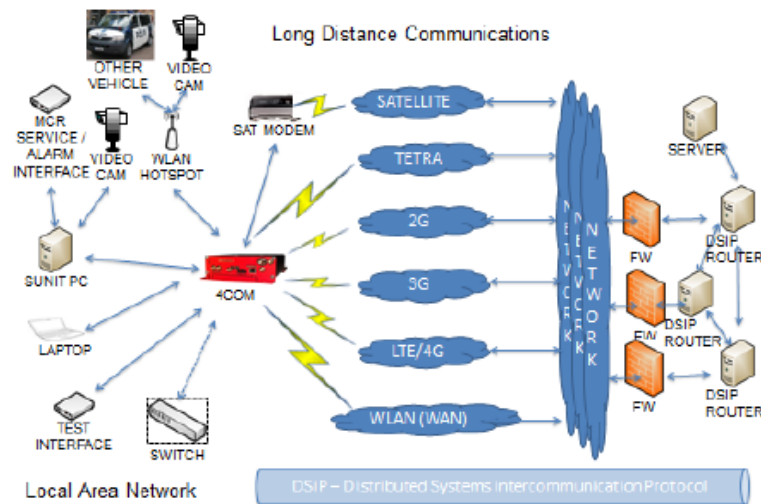 Long Distance Communications
OTHER
VEHICLE
VIDEO
CAM
MCR
SERVICE /
ALARM
INTERFACE
VIDEO
CAM
WLAN
HOTSPOT
SAT MODEM
SATELLITE
TETRA
2G
3G
LTE/4G
WLAN (WAN)
NETWORK
NETWORK
NETWORK
SERVER
FW
DSIP
ROUTER
FW
DSIP
ROUTER
FW
DSIP
ROUTER
SUNIT PC
4COM
LAPTOP
TEST
INTERFACE
SWITCH
Local Area Network
DSIP – Distributed Systems intercommunication Protocol